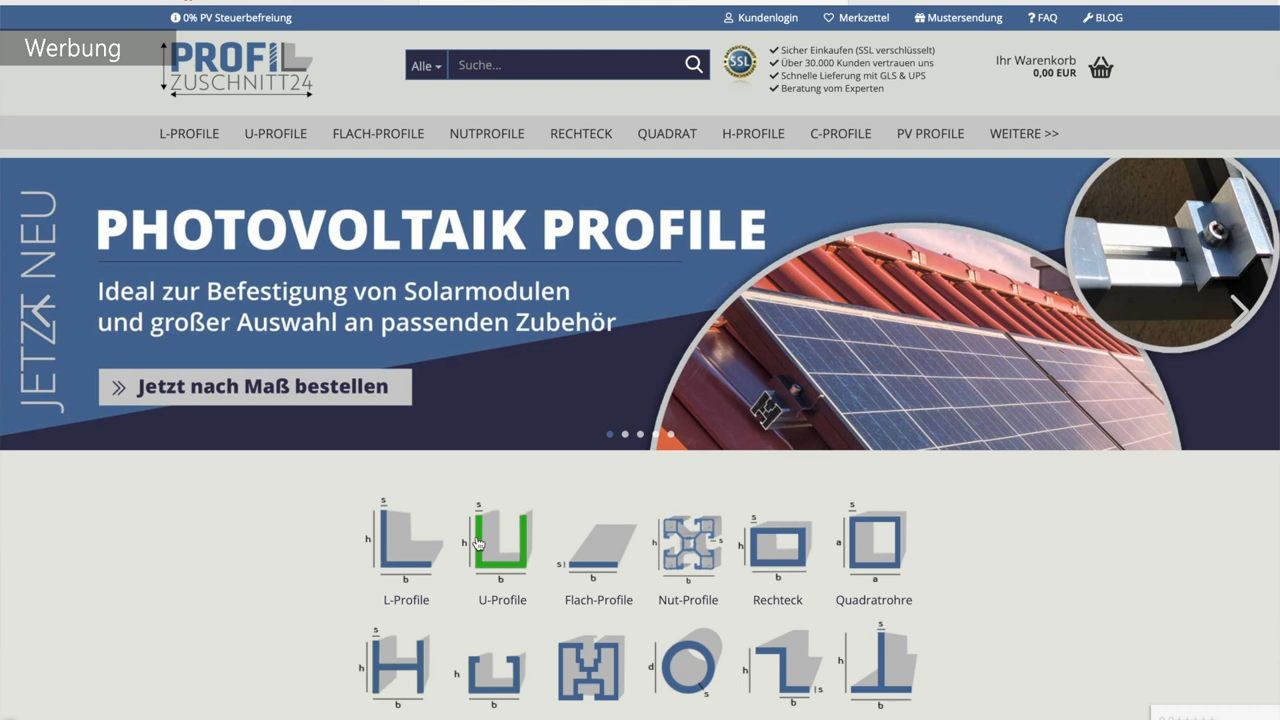 0% PV Steuerbefreiung
Kundenlogin
Merkzettel
Mustersendung
FAQ
BLOG
Werbung
PROFIL
ZUSCHNITT24
Alle
Suche...
SSL
Sicher Einkaufen (SSL verschlüsselt)
Über 30.000 Kunden vertrauen uns
Schnelle Lieferung mit GLS & UPS
Beratung vom Experten
Ihr Warenkorb
0,00 EUR
L-PROFILE
U-PROFILE
FLACH-PROFILE
NUTPROFILE
RECHTECK
QUADRAT
H-PROFILE
C-PROFILE
PV PROFILE
WEITERE >>
JETZT NEU
PHOTOVOLTAIK PROFILE
Ideal zur Befestigung von Solarmodulen
und großer Auswahl an passenden Zubehör
Jetzt nach Maß bestellen
s
h
b
s
h
b
s
b
h
s
b
s
h
b
s
a
a
L-Profile
U-Profile
Flach-Profile
Nut-Profile
Rechteck
Quadratrohre
s
h
b
h
b
d
s
h
s
b
s
h
b